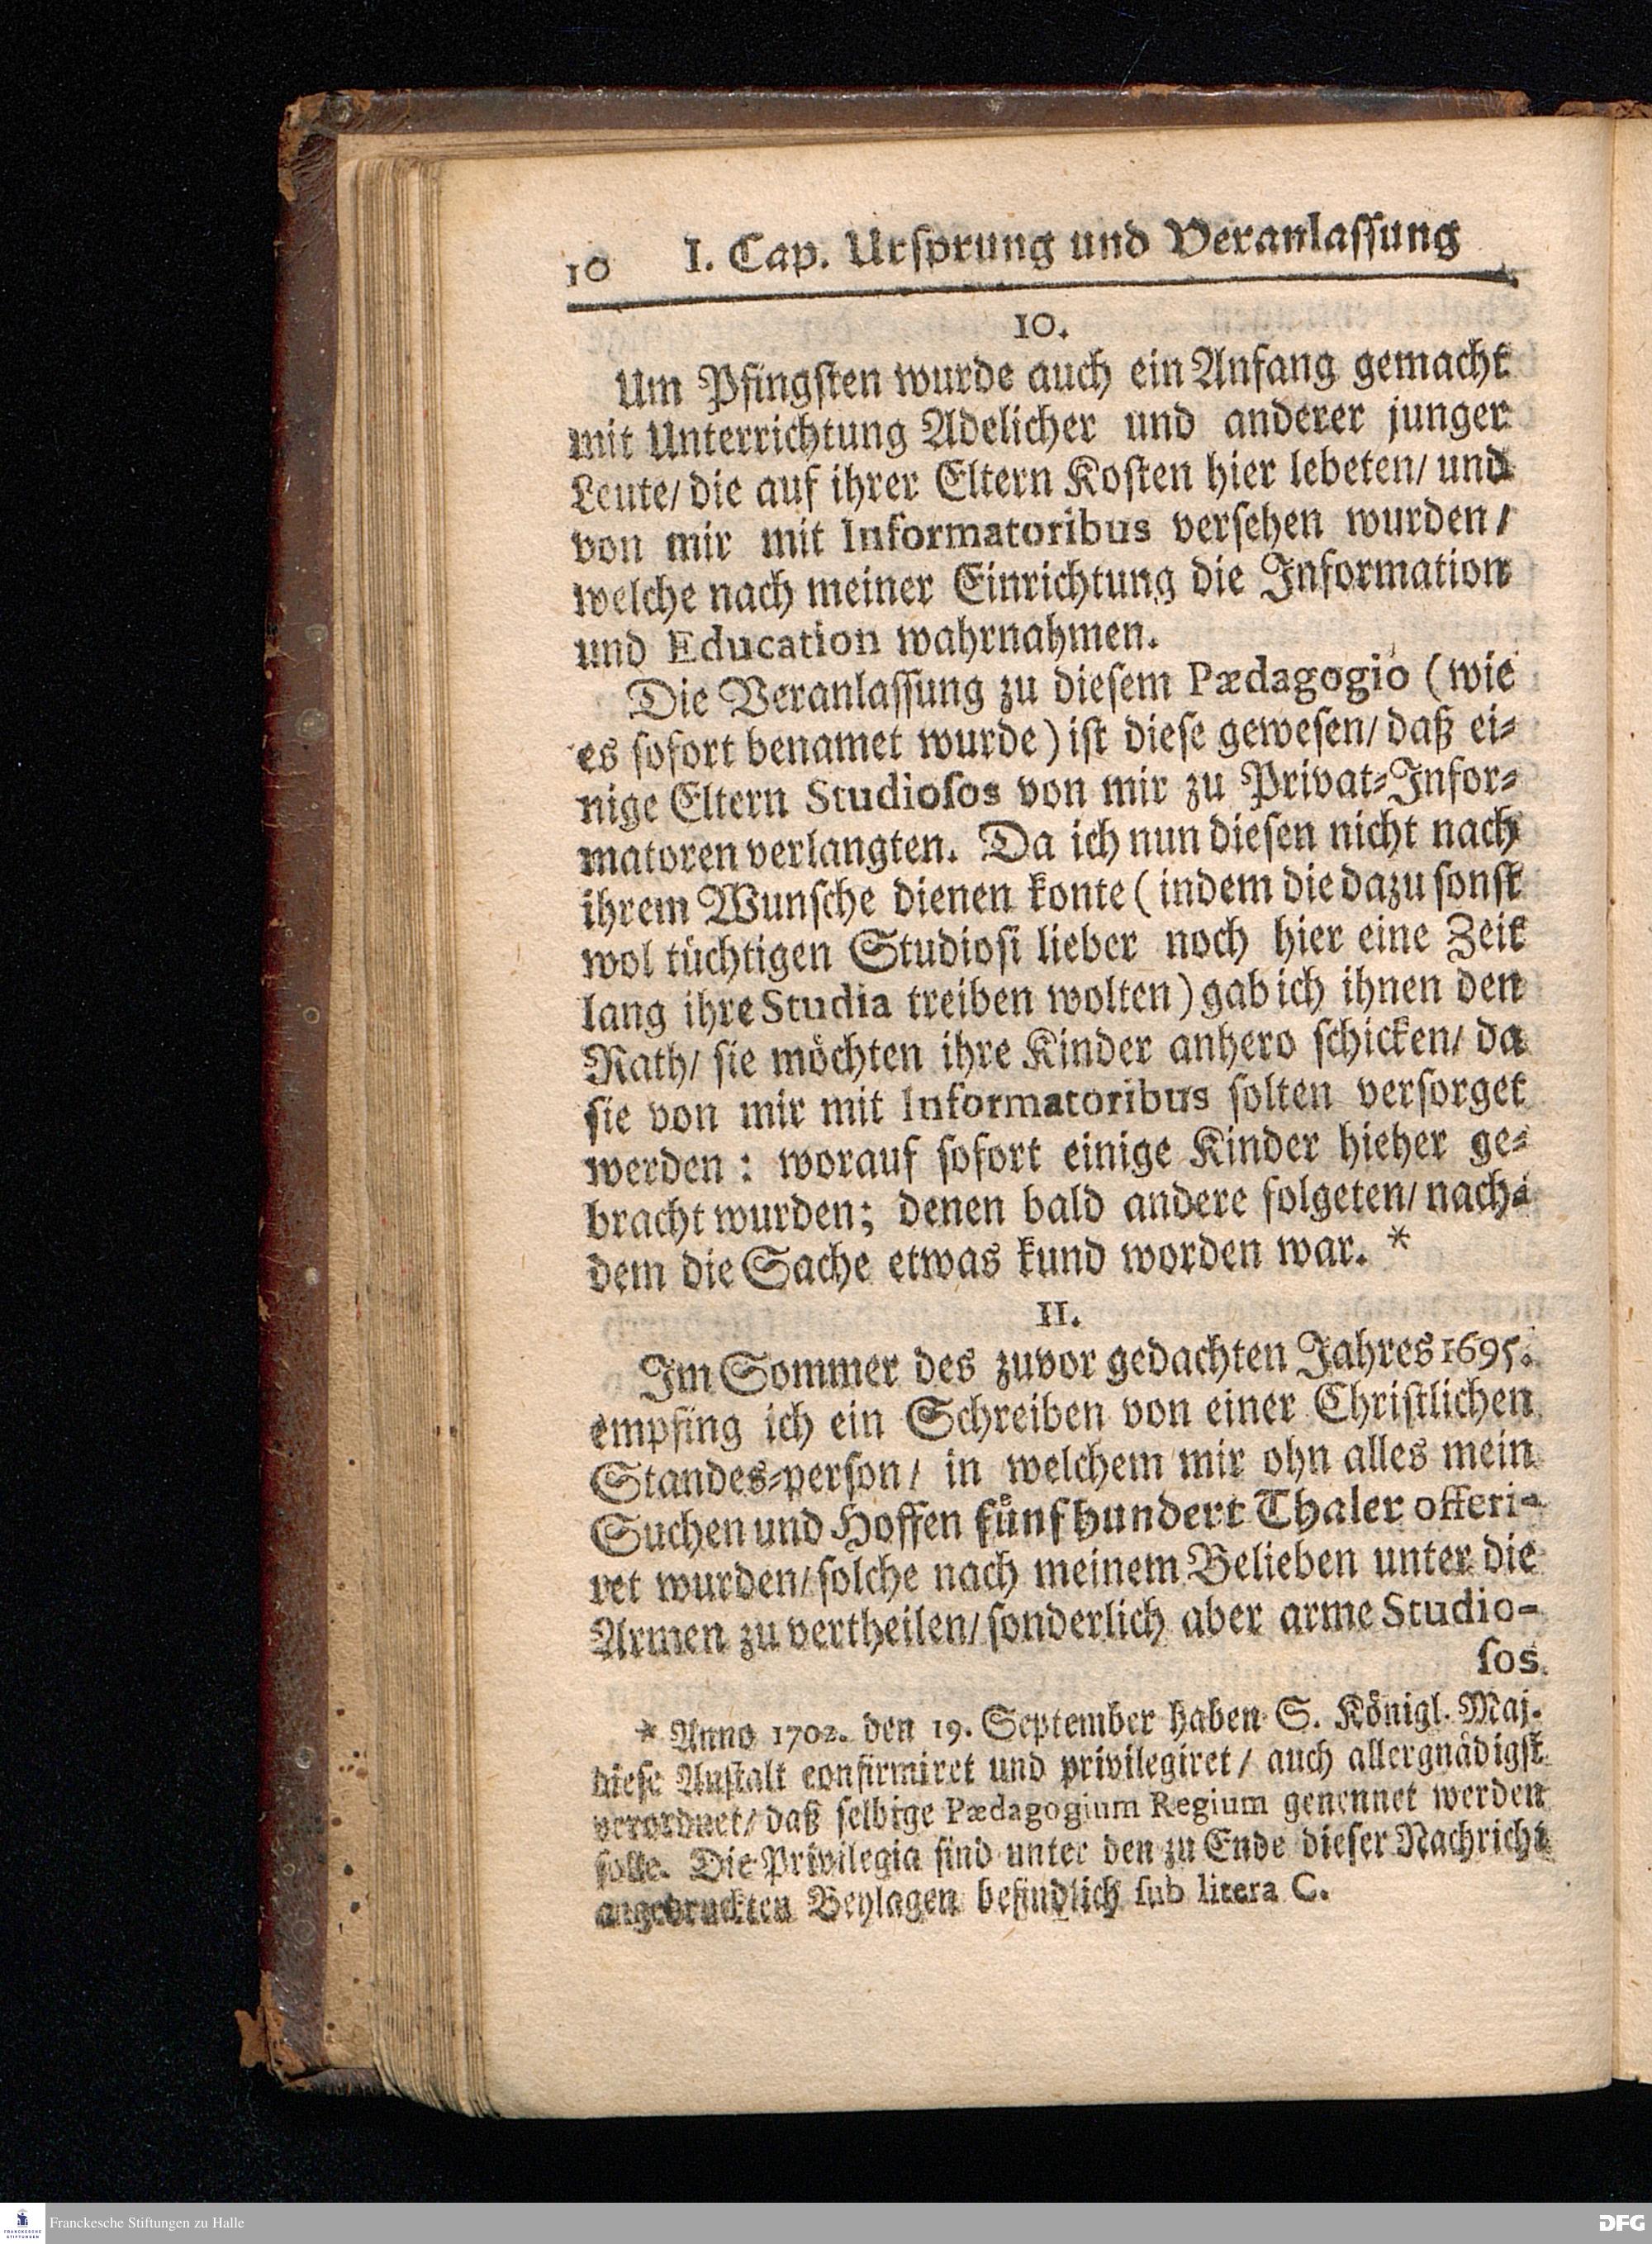 10 I. Cap. Ursprung und Veranlassung
10.
Um Pfingsten wurde auch ein Anfang gemacht
mit Unterrichtung Adelicher und anderer junger
Leute/ die auf ihrer Eltern Kosten hier lebeten/ und
von mir mit Informatoribus versehen wurden/
welche nach meiner Einrichtung die Information
und Education wahrnahmen.
Die Veranlassung zu diesem Pædagogio (wie
es sofort benamet wurde) ist diese gewesen/ daß ei-
nige Eltern Studiosos von mir zu Privat-Infor-
matoren verlangten. Da ich nun diesen nicht nach
ihrem Wunsche dienen konte (indem die dazu sonst
wol tüchtigen Studiosi lieber noch hier eine Zeit
lang ihre Studia treiben wolten) gab ich ihnen den
Rath/ sie möchten ihre Kinder anhero schicken/ da
sie von mir mit Informatoribus solten versorget
werden: worauf sofort einige Kinder hieher ge-
bracht wurden; denen bald andere folgeten/ nach-
dem die Sache etwas kund worden war. *
11.
Im Sommer des zuvor gedachten Jahres 1695.
empfing ich ein Schreiben von einer Christlichen
Standes-person/ in welchem mir ohn alles mein
Suchen und Hoffen fünfhundert Thaler offeri-
ret wurden/ solche nach meinem Belieben unter die
Armen zu vertheilen/ sonderlich aber arme Studio-
sos.
* Anno 1702. den 19. September haben S. Königl. Maj.
diese Anstalt confirmiret und privilegiret/ auch allergnädigst
verordnet/ daß selbige Pædagogium Regium genennet werden
solle. Die Privilegia sind unter den zu Ende dieser Nachricht
angedruckten Beylagen befindlich sub litera C.
Franckesche Stiftungen zu Halle
FRANCKESCHE
STIFTUNGEN
DFG